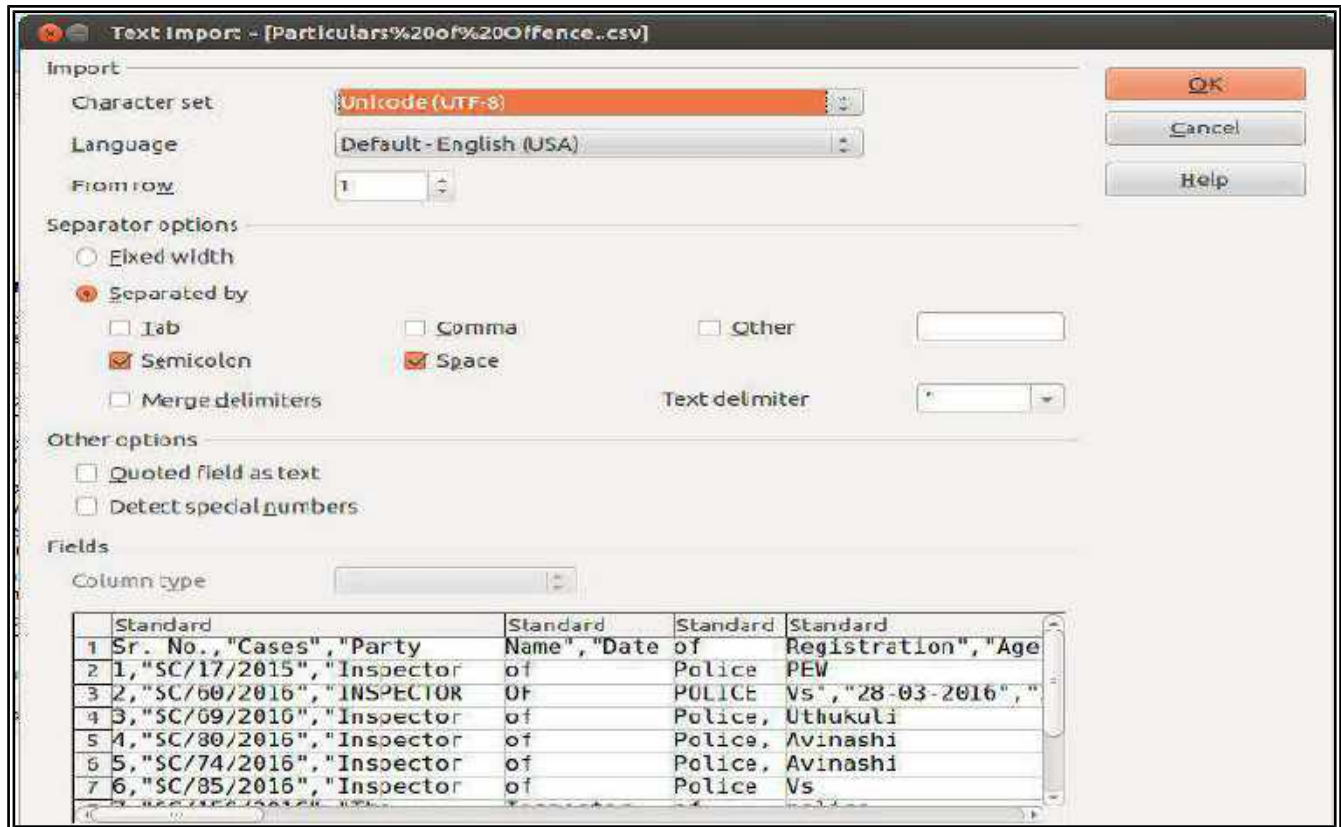 Text Import - [Particulars%20of%20Offence..csv]
Import
Character set Unicode (UTF-8)
Language Default - English (USA)
From row 1
OK
Cancel
Help
Separator options
Fixed width
Separated by
Tab Comma Other
Semicolon Space
Merge delimiters Text delimiter "
Other options
Quoted field as text
Detect special numbers
Fields
Column type
Standard Standard Standard Standard
1 Sr. No.,"Cases","Party Name","Date of Registration","Age
2 1,"SC/17/2015","Inspector of Police PEW
3 2,"SC/60/2016","INSPECTOR OF POLICE Vs","28-03-2016","
4 3,"SC/69/2016","Inspector of Police, Uthukuli
5 4,"SC/80/2016","Inspector of Police, Avinashi
6 5,"SC/74/2016","Inspector of Police, Avinashi
7 6,"SC/85/2016","Inspector of Police Vs